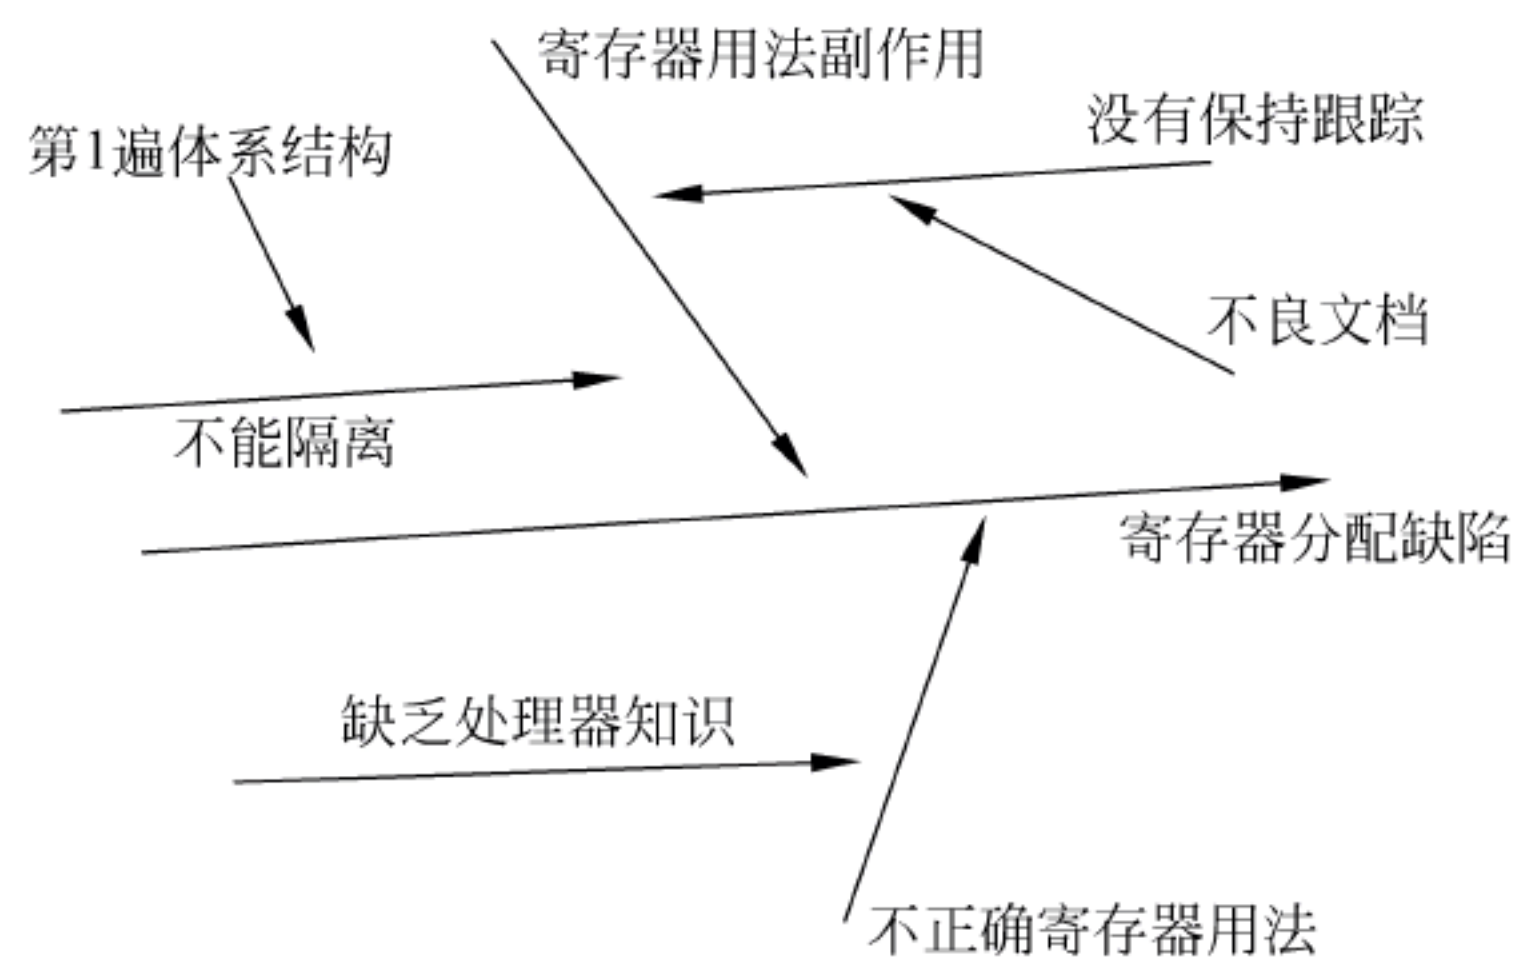 寄存器用法副作用
没有保持跟踪
第1遍体系结构
不良文档
不能隔离
寄存器分配缺陷
缺乏处理器知识
不正确寄存器用法